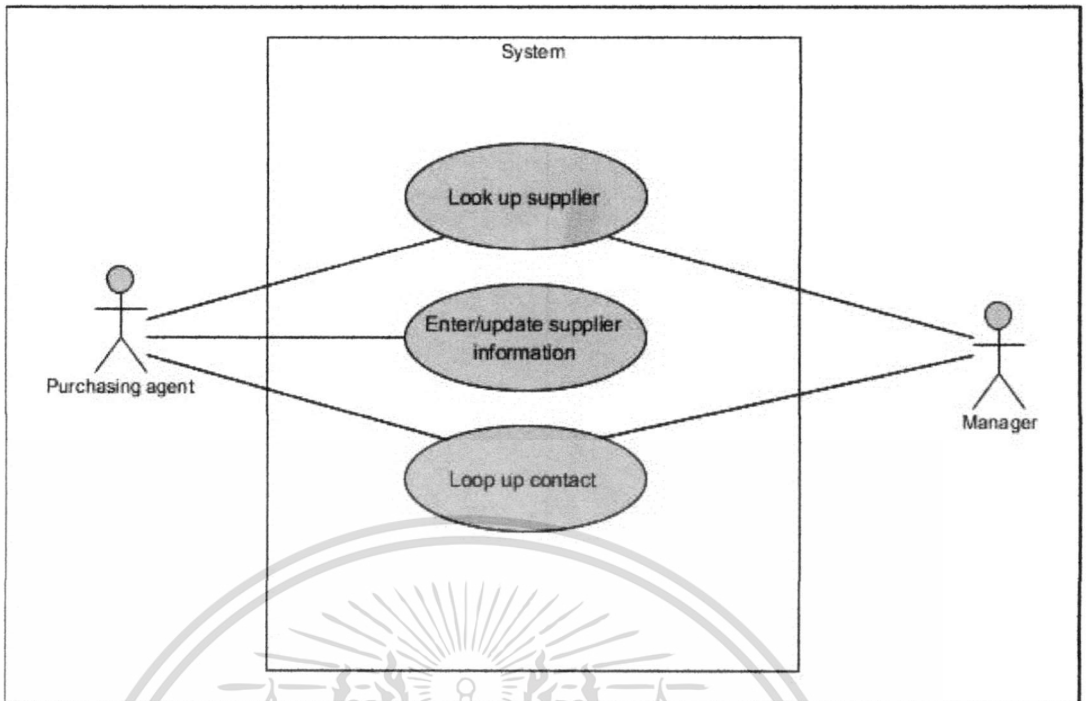 System
Look up supplier
Enter/update supplier
information
Purchasing agent
Manager
Loop up contact